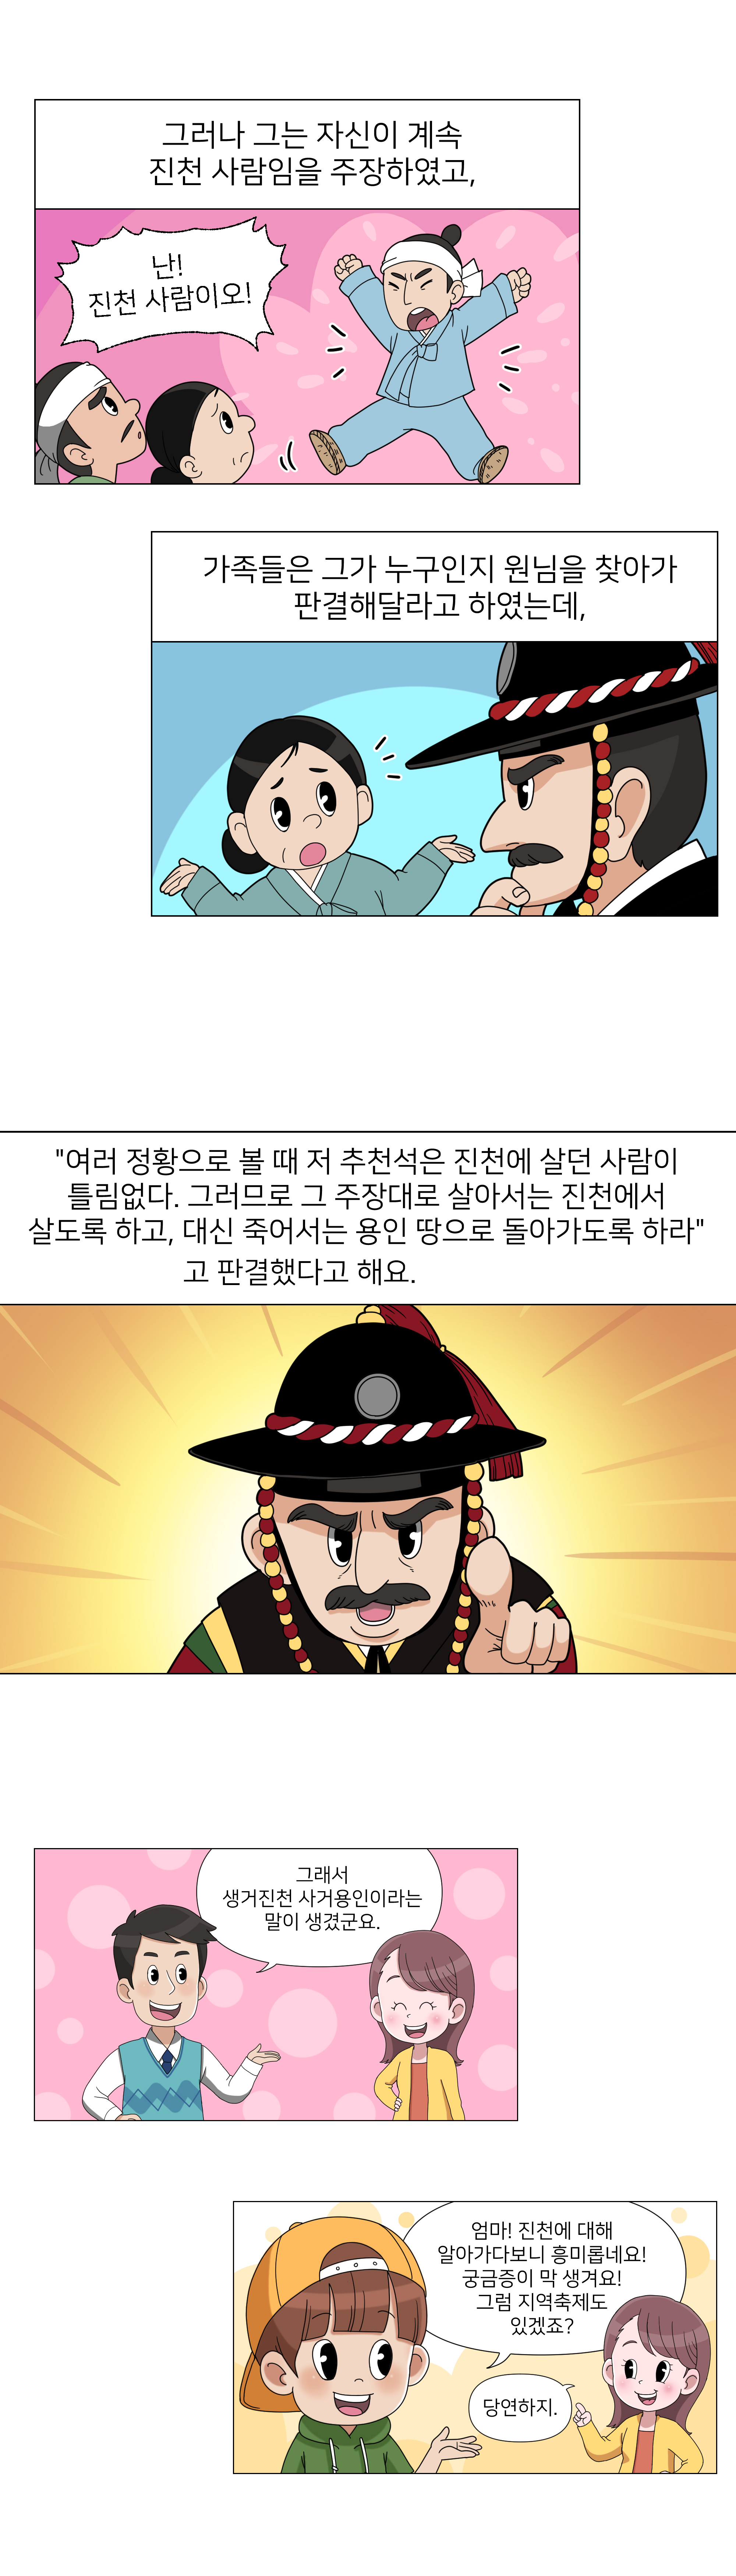 그러나 그는 자신이 계속
진천 사람임을 주장하였고,
난!
진천 사람이오!
가족들은 그가 누구인지 원님을 찾아가
판결해달라고 하였는데,
"여러 정황으로 볼 때 저 추천석은 진천에 살던 사람이
틀림없다. 그러므로 그 주장대로 살아서는 진천에서
살도록 하고, 대신 죽어서는 용인 땅으로 돌아가도록 하라"
고 판결했다고 해요.
그래서
생거진천 사거용인이라는
말이 생겼군요.
엄마! 진천에 대해
알아가다보니 흥미롭네요!
궁금증이 막 생겨요!
그럼 지역축제도
있겠죠?
당연하지.